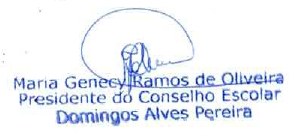 Maria Genecy Ramos de Oliveira
Presidente do Conselho Escolar
Domingos Alves Pereira